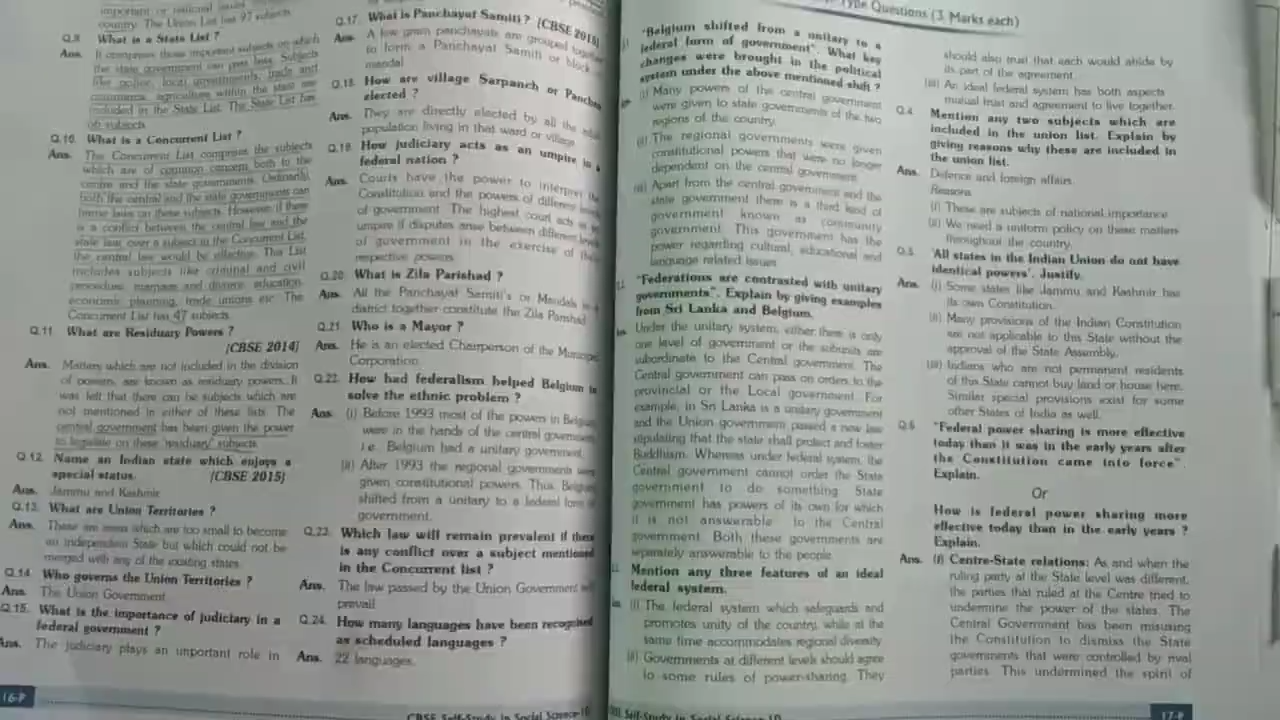 important or national issues
country. The Union List has 97 subjects.
Q.9. What is a State List ?
Ans. It comprises those important subjects on which
the state government can pass laws. Subjects
like police, local governments, trade and
commerce, agriculture within the state are
included in the State List. The State List has
66 subjects.
Q.10. What is a Concurrent List ?
Ans. The Concurrent List comprises the subjects
which are of common concern both to the
centre and the state governments. Ordinarily,
both the central and the state governments can
frame laws on these subjects. However, if there
is a conflict between the central law and the
state law, over a subject in the Concurrent List,
the central law would be effective. This List
includes subjects like criminal and civil
procedure, marriage and divorce, education,
economic planning, trade unions etc. The
Concurrent List has 47 subjects.
Q.11. What are Residuary Powers ?
[CBSE 2014]
Ans. Matters which are not included in the division
of powers, are known as residuary powers. It
was felt that there can be subjects which are
not mentioned in either of these lists. The
central government has been given the power
to legislate on these 'residuary' subjects.
Q.12. Name an Indian state which enjoys a
special status. [CBSE 2015]
Ans. Jammu and Kashmir.
Q.13. What are Union Territories ?
Ans. These are areas which are too small to become
an independent State but which could not be
merged with any of the existing states.
Q.14. Who governs the Union Territories ?
Ans. The Union Government.
Q.15. What is the importance of judiciary in a
federal government ?
Ans. The judiciary plays an important role in
16-P
Q.17. What is Panchayat Samiti ? [CBSE 2015]
Ans. A few gram panchayats are grouped together
to form a Panchayat Samiti or block
mandal
Q.18. How are village Sarpanch or Panches
elected ?
Ans. They are directly elected by all the adult
population living in that ward or village.
Q.19. How judiciary acts as an umpire in a
federal nation ?
Ans. Courts have the power to interpret the
Constitution and the powers of different levels
of government. The highest court acts as
umpire if disputes arise between different levels
of government in the exercise of their
respective powers.
Q.20. What is Zila Parishad ?
Ans. All the Panchayat Samiti's or Mandals in a
district together constitute the Zila Parishad.
Q.21. Who is a Mayor ?
Ans. He is an elected Chairperson of the Municipal
Corporation.
Q.22. How had federalism helped Belgium in
solve the ethnic problem ?
Ans. (i) Before 1993 most of the powers in Belgium
were in the hands of the central government
i.e. Belgium had a unitary government.
(ii) After 1993 the regional governments were
given constitutional powers. Thus, Belgium
shifted from a unitary to a federal form of
government.
Q.23. Which law will remain prevalent if there
is any conflict over a subject mentioned
in the Concurrent list ?
Ans. The law passed by the Union Government will
prevail.
Q.24. How many languages have been recognised
as scheduled languages ?
Ans. 22 languages.
CBSE Self-Study in Social Science-10
Type Questions (3 Marks each)
"Belgium shifted from a unitary to a
federal form of government". What key
changes were brought in the political
system under the above mentioned shift ?
(i) Many powers of the central government
were given to state governments of the two
regions of the country.
(ii) The regional governments were given
constitutional powers that were no longer
dependent on the central government.
(iii) Apart from the central government and the
state government there is a third kind of
government known as community
government. This government has the
power regarding cultural, educational and
language related issues.
"Federations are contrasted with unitary
governments". Explain by giving examples
from Sri Lanka and Belgium.
Under the unitary system, either there is only
one level of government or the subunits are
subordinate to the Central government. The
Central government can pass on orders to the
provincial or the Local government. For
example, in Sri Lanka is a unitary government
and the Union government passed a new law
stipulating that the state shall protect and foster
Buddhism. Whereas under federal system, the
Central government cannot order the State
government to do something. State
government has powers of its own for which
it is not answerable to the Central
government. Both these governments are
separately answerable to the people.
Mention any three features of an ideal
federal system.
(i) The federal system which safeguards and
promotes unity of the country, while at the
same time accommodates regional diversity.
(ii) Governments at different levels should agree
to some rules of power-sharing. They
Self-Study in Social Science-10
should also trust that each would abide by
its part of the agreement.
(iii) An ideal federal system has both aspects
mutual trust and agreement to live together.
Q.4. Mention any two subjects which are
included in the union list. Explain by
giving reasons why these are included in
the union list.
Ans. Defence and foreign affairs.
Reasons
(i) These are subjects of national importance.
(ii) We need a uniform policy on these matters
throughout the country.
Q.5. 'All states in the Indian Union do not have
identical powers'. Justify.
Ans. (i) Some states like Jammu and Kashmir has
its own Constitution.
(ii) Many provisions of the Indian Constitution
are not applicable to this State without the
approval of the State Assembly.
(iii) Indians who are not permanent residents
of this State cannot buy land or house here.
Similar special provisions exist for some
other States of India as well.
Q.6. "Federal power sharing is more effective
today than it was in the early years after
the Constitution came into force"
Explain.
Or
How is federal power sharing more
effective today than in the early years ?
Explain.
Ans. (i) Centre-State relations: As and when the
ruling party at the State level was different,
the parties that ruled at the Centre tried to
undermine the power of the states. The
Central Government has been misusing
the Constitution to dismiss the State
governments that were controlled by rival
parties. This undermined the spirit of
17-P